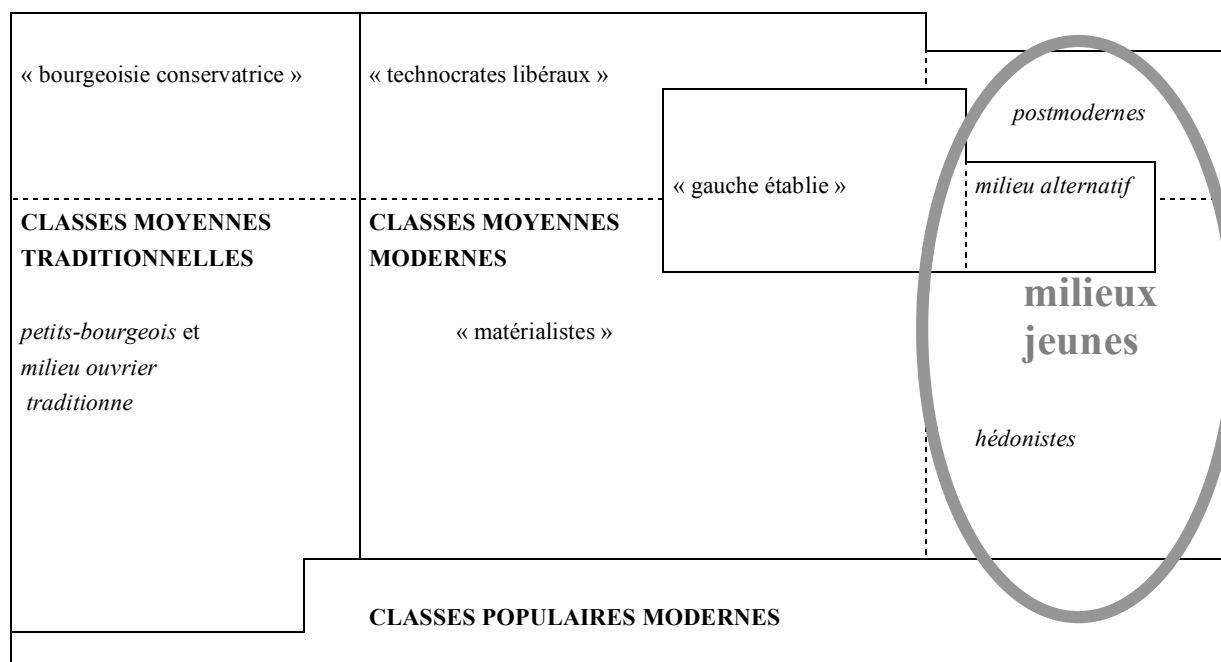 « bourgeoisie conservatrice »
« technocrates libéraux »
postmodernes
« gauche établie »
milieu alternatif
CLASSES MOYENNES
TRADITIONNELLES
CLASSES MOYENNES
MODERNES
milieux
jeunes
petits-bourgeois et
milieu ouvrier
traditionne
« matérialistes »
hédonistes
CLASSES POPULAIRES MODERNES